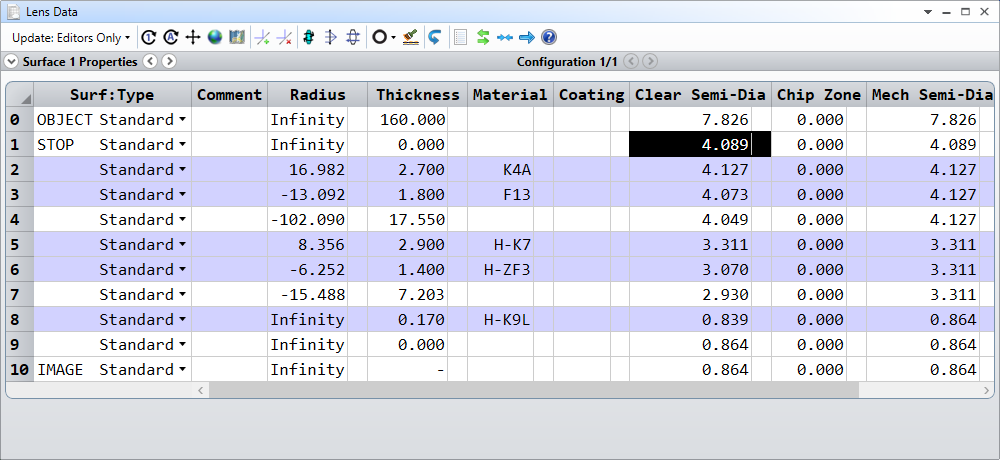 Lens Data
Update: Editors Only
Surface 1 Properties Configuration 1/1
Surf:Type Comment Radius Thickness Material Coating Clear Semi-Dia Chip Zone Mech Semi-Dia
0 OBJECT Standard Infinity 160.000 7.826 0.000 7.826
1 STOP Standard Infinity 0.000 4.089 0.000 4.089
2 Standard 16.982 2.700 K4A 4.127 0.000 4.127
3 Standard -13.092 1.800 F13 4.073 0.000 4.127
4 Standard -102.090 17.550 4.049 0.000 4.127
5 Standard 8.356 2.900 H-K7 3.311 0.000 3.311
6 Standard -6.252 1.400 H-ZF3 3.070 0.000 3.311
7 Standard -15.488 7.203 2.930 0.000 3.311
8 Standard Infinity 0.170 H-K9L 0.839 0.000 0.864
9 Standard Infinity 0.000 0.864 0.000 0.864
10 IMAGE Standard Infinity - 0.864 0.000 0.864